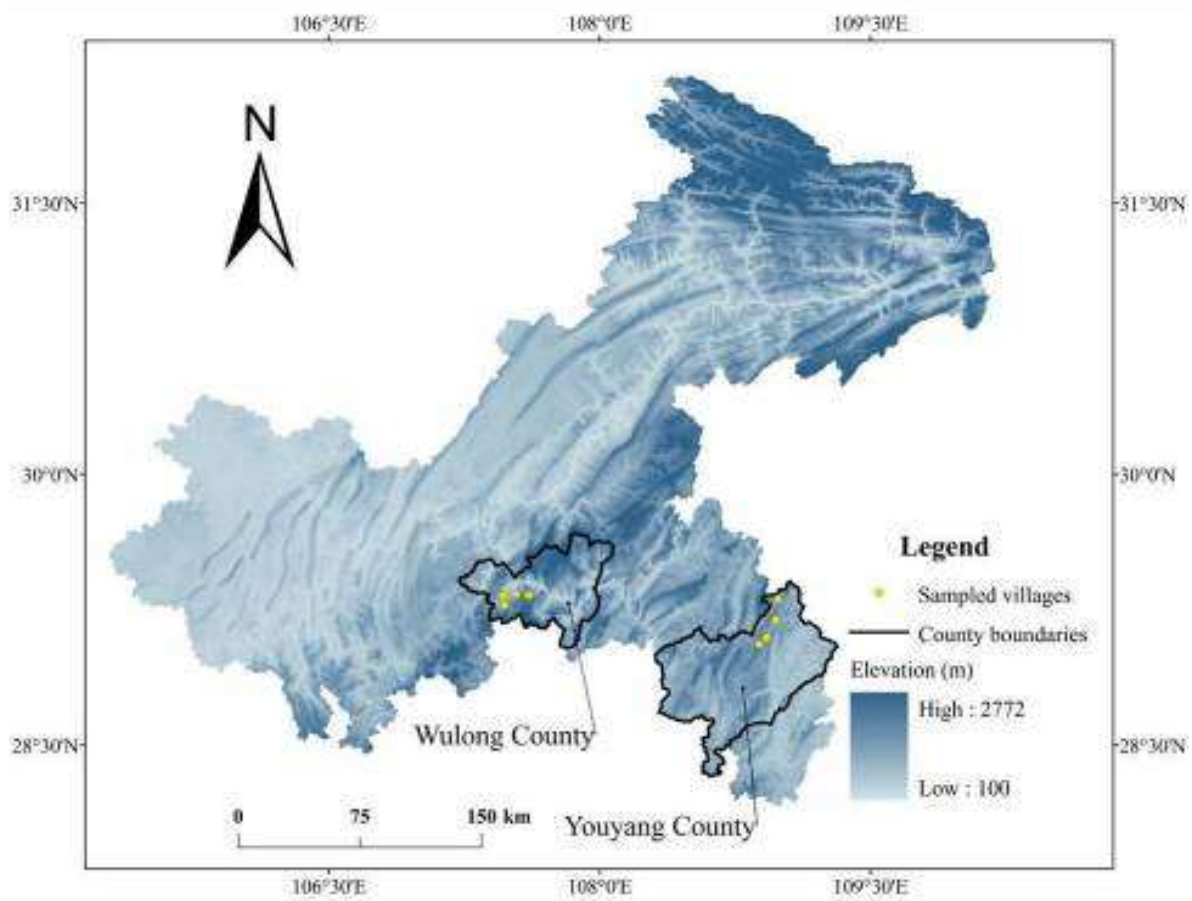 106°30'E 108°0'E 109°30'E
N
31°30'N 31°30'N
30°0'N 30°0'N
Legend
Sampled villages
County boundaries
Elevation (m)
High : 2772
Low : 100
28°30'N 28°30'N
Wulong County
Youyang County
0 75 150 km
106°30'E 108°0'E 109°30'E